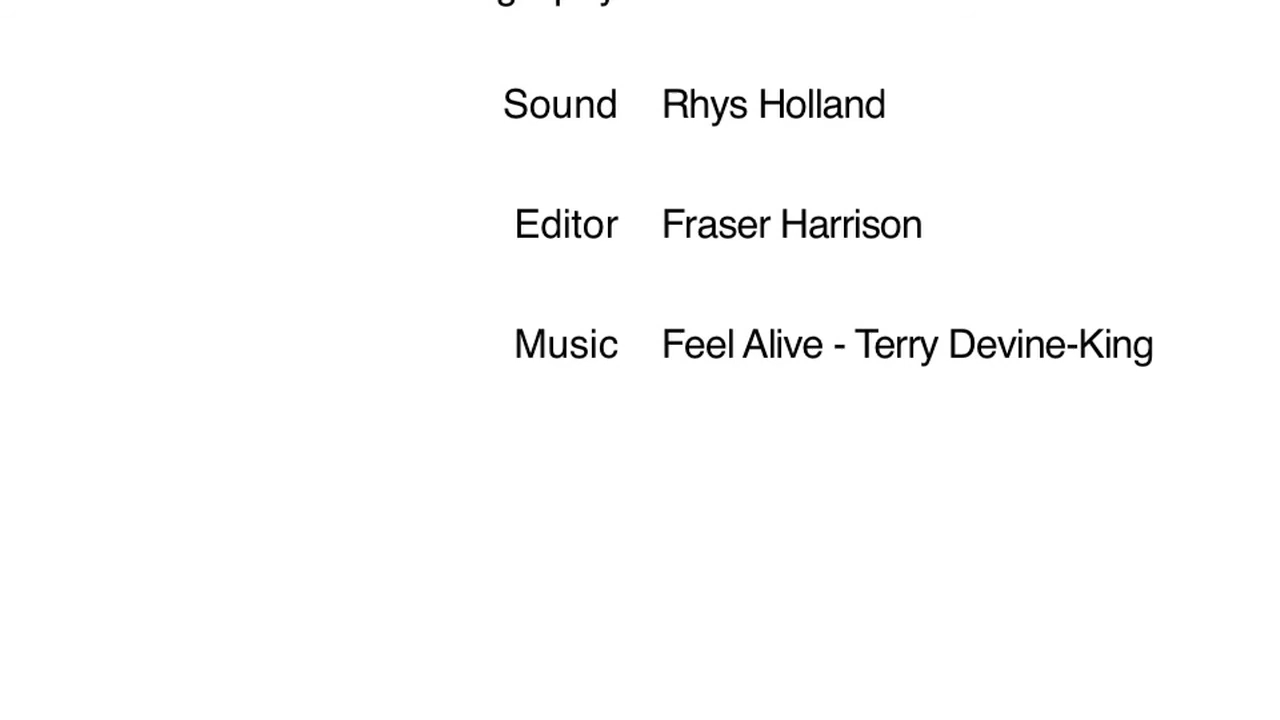 Sound Rhys Holland
Editor Fraser Harrison
Music Feel Alive - Terry Devine-King